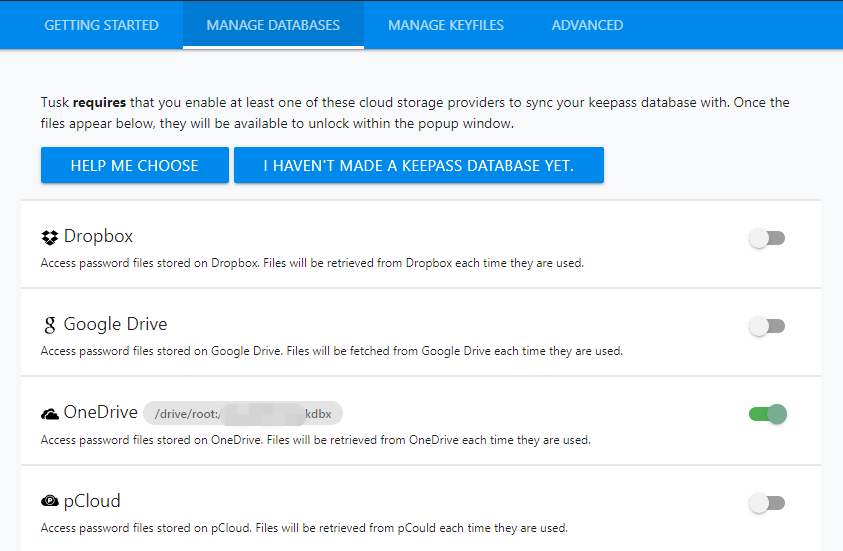 GETTING STARTED MANAGE DATABASES MANAGE KEYFILES ADVANCED
Tusk requires that you enable at least one of these cloud storage providers to sync your keepass database with. Once the
files appear below, they will be available to unlock within the popup window.
HELP ME CHOOSE I HAVEN'T MADE A KEEPASS DATABASE YET.
Dropbox
Access password files stored on Dropbox. Files will be retrieved from Dropbox each time they are used.
Google Drive
Access password files stored on Google Drive. Files will be fetched from Google Drive each time they are used.
OneDrive /drive/root:/ kdbx
Access password files stored on OneDrive. Files will be retrieved from OneDrive each time they are used.
pCloud
Access password files stored on pCloud. Files will be retrieved from pCould each time they are used.